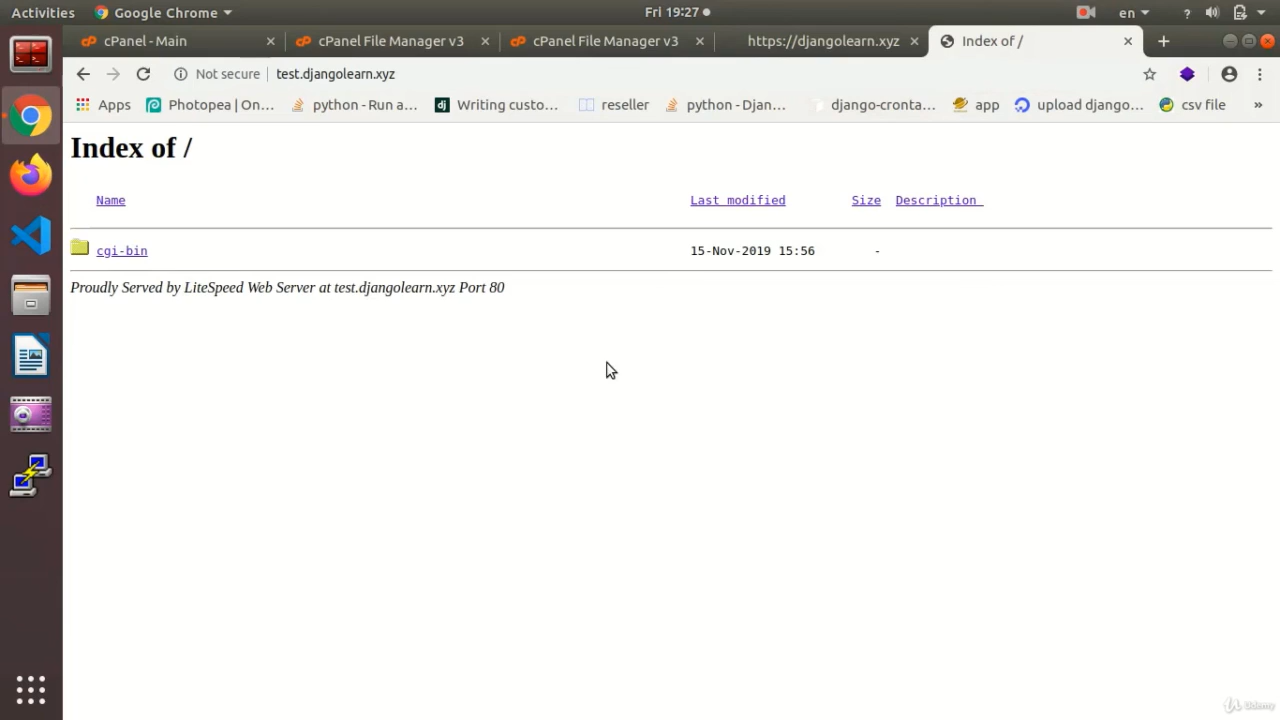 Activities Google Chrome Fri 19:27 en ?
cPanel - Main cPanel File Manager v3 cPanel File Manager v3 https://djangolearn.xyz Index of /
Not secure test.djangolearn.xyz
Apps Photopea | On... python - Run a... Writing custo... reseller python - Djan... django-cronta... app upload django... csv file »
Index of /
Name Last modified Size Description
cgi-bin 15-Nov-2019 15:56 -
Proudly Served by LiteSpeed Web Server at test.djangolearn.xyz Port 80
Udemy